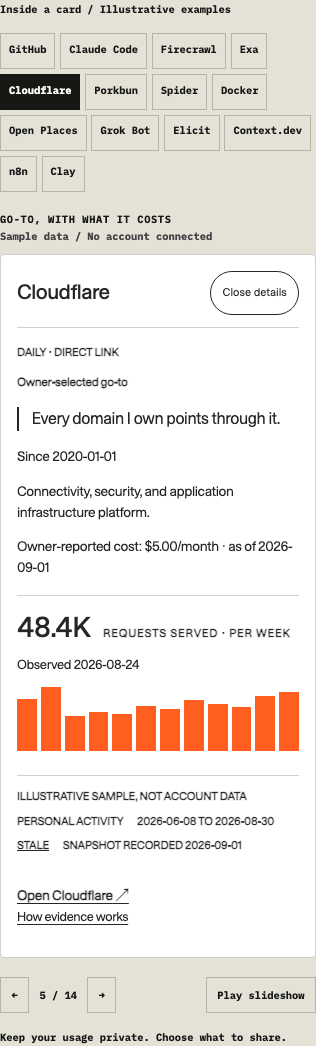 Inside a card / Illustrative examples
GitHub Claude Code Firecrawl Exa
Cloudflare Porkbun Spider Docker
Open Places Grok Bot Elicit Context.dev
n8n Clay
GO-TO, WITH WHAT IT COSTS
Sample data / No account connected
Cloudflare Close details
DAILY · DIRECT LINK
Owner-selected go-to
Every domain I own points through it.
Since 2020-01-01
Connectivity, security, and application
infrastructure platform.
Owner-reported cost: $5.00/month · as of 2026-
09-01
48.4K REQUESTS SERVED · PER WEEK
Observed 2026-08-24
ILLUSTRATIVE SAMPLE, NOT ACCOUNT DATA
PERSONAL ACTIVITY 2026-06-08 TO 2026-08-30
STALE SNAPSHOT RECORDED 2026-09-01
Open Cloudflare ↗
How evidence works
← 5 / 14 → Play slideshow
Keep your usage private. Choose what to share.